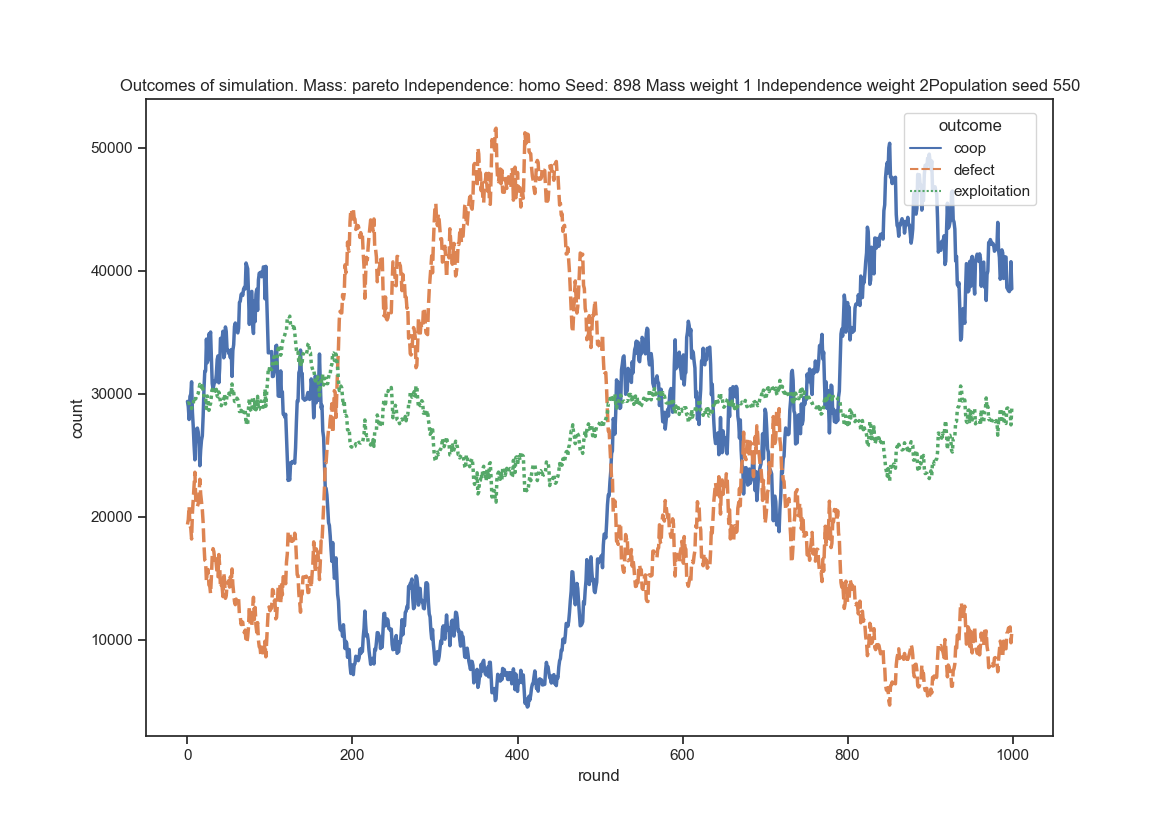 Outcomes of simulation. Mass: pareto Independence: homo Seed: 898 Mass weight 1 Independence weight 2Population seed 550
outcome
coop
defect
exploitation
50000
40000
30000
20000
10000
count
0
200
400
600
800
1000
round